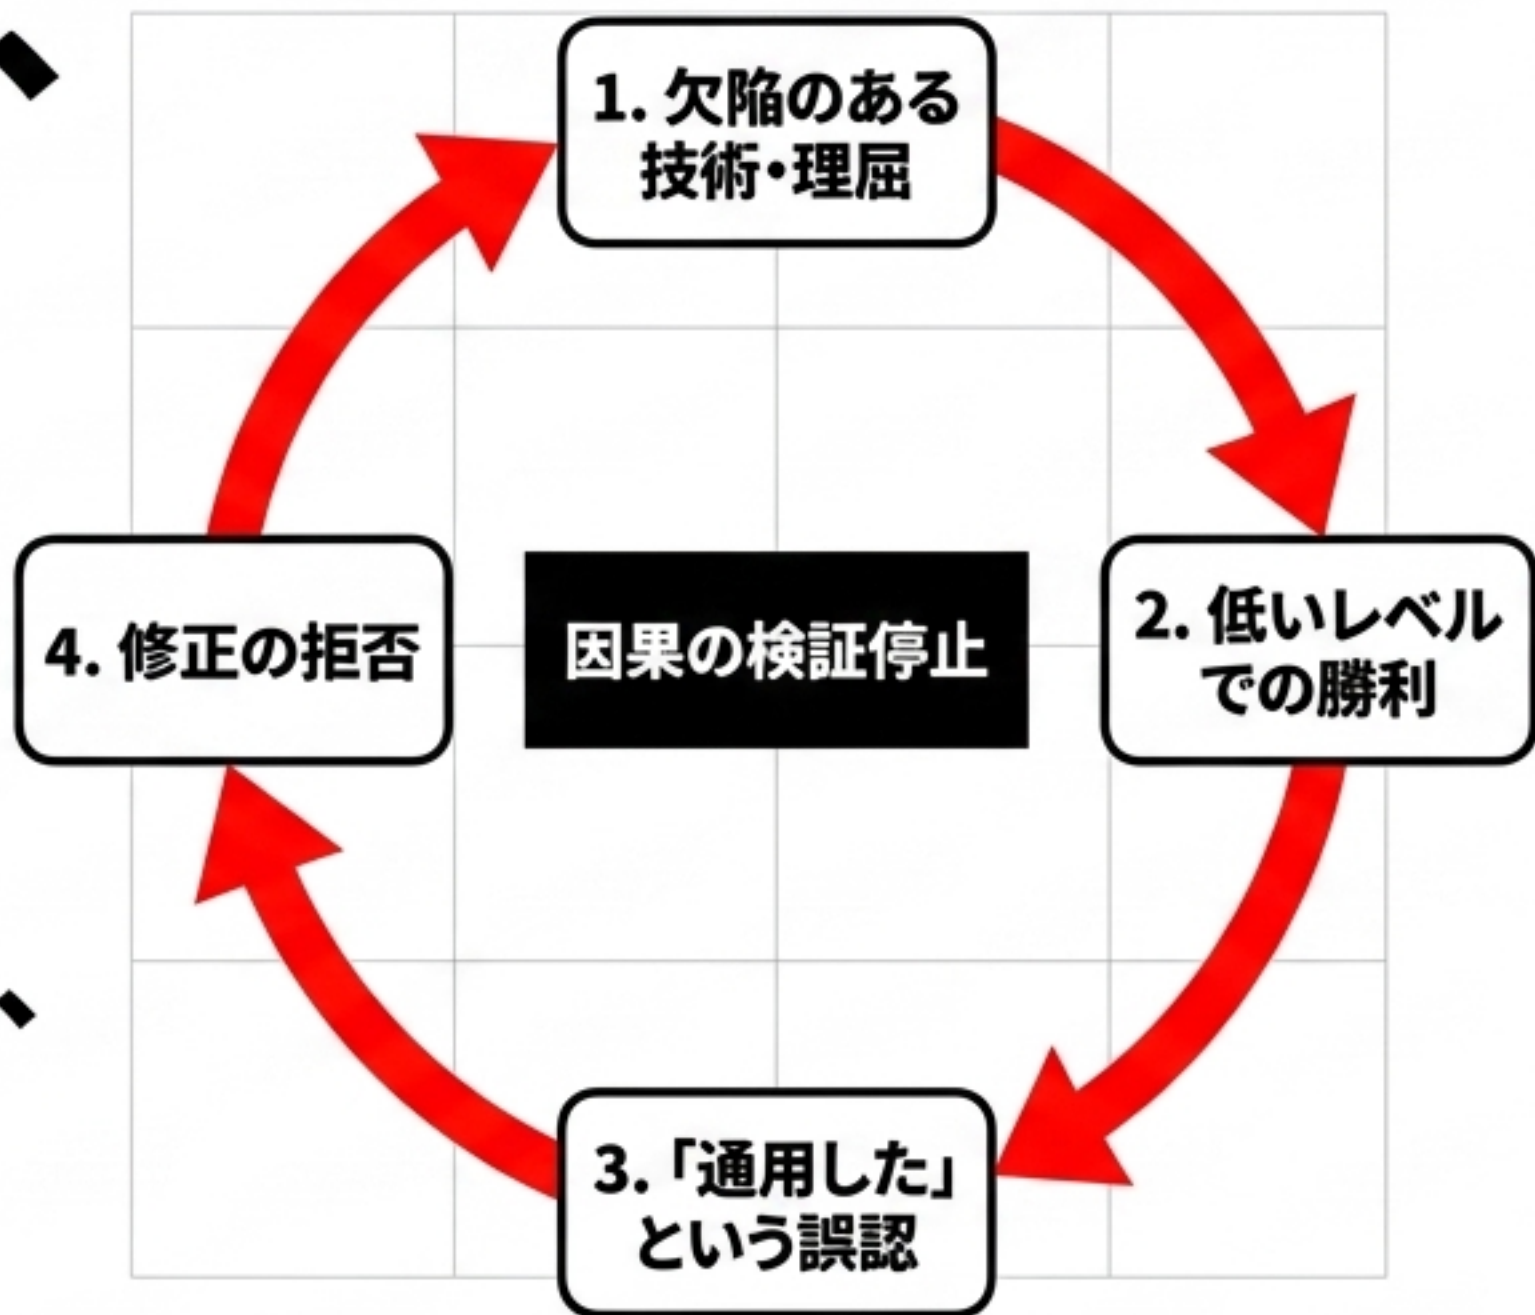 1. 欠陥のある
技術・理屈
2. 低いレベル
での勝利
3.「通用した」
という誤認
4. 修正の拒否
因果の検証停止